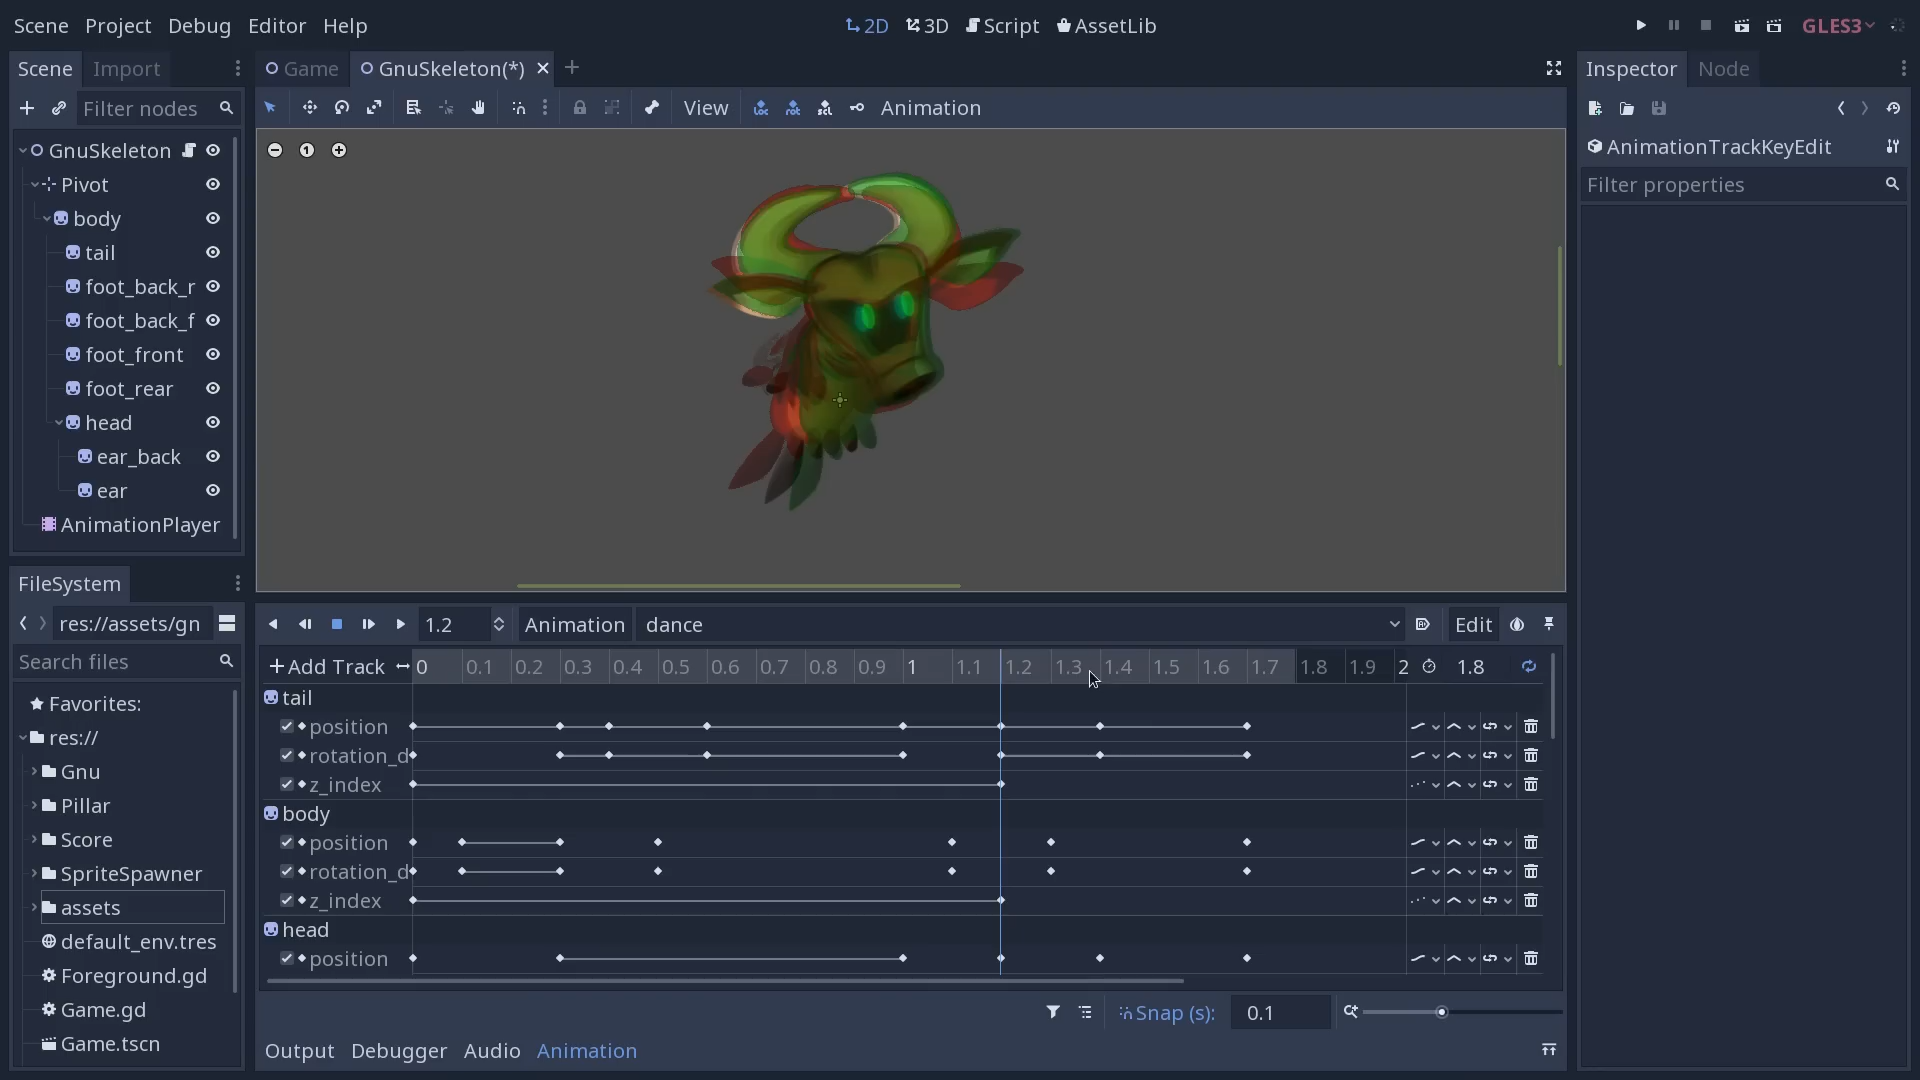 Scene Project Debug Editor Help 2D 3D Script AssetLib GLES3
Scene Import
Filter nodes
GnuSkeleton
Pivot
body
tail
foot_back_r
foot_back_f
foot_front
foot_rear
head
ear_back
ear
AnimationPlayer
FileSystem
res://assets/gn
Search files
Favorites:
res://
Gnu
Pillar
Score
SpriteSpawner
assets
default_env.tres
Foreground.gd
Game.gd
Game.tscn
Game GnuSkeleton(*)
View Animation
1
1.2 Animation dance Edit
Add Track 0 0.1 0.2 0.3 0.4 0.5 0.6 0.7 0.8 0.9 1 1.1 1.2 1.3 1.4 1.5 1.6 1.7 1.8 1.9 2 1.8
tail
position
rotation_d
z_index
body
position
rotation_d
z_index
head
position
Snap (s): 0.1
Output Debugger Audio Animation
Inspector Node
AnimationTrackKeyEdit
Filter properties